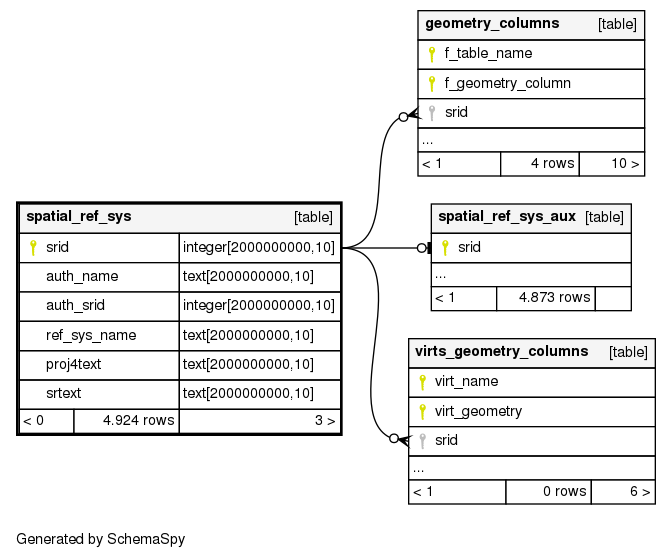 geometry_columns [table]
f_table_name
f_geometry_column
srid
...
< 1 4 rows 10 >
spatial_ref_sys [table]
srid integer[2000000000,10]
auth_name text[2000000000,10]
auth_srid integer[2000000000,10]
ref_sys_name text[2000000000,10]
proj4text text[2000000000,10]
srtext text[2000000000,10]
< 0 4.924 rows 3 >
spatial_ref_sys_aux [table]
srid
...
< 1 4.873 rows
virts_geometry_columns [table]
virt_name
virt_geometry
srid
...
< 1 0 rows 6 >
Generated by SchemaSpy